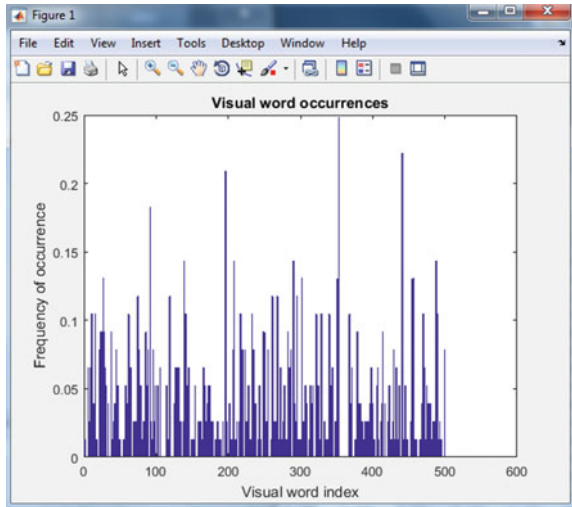 Figure 1
File Edit View Insert Tools Desktop Window Help
Visual word occurrences
0.25
0.2
0.15
0.1
0.05
0
Frequency of occurrence
0 100 200 300 400 500 600
Visual word index